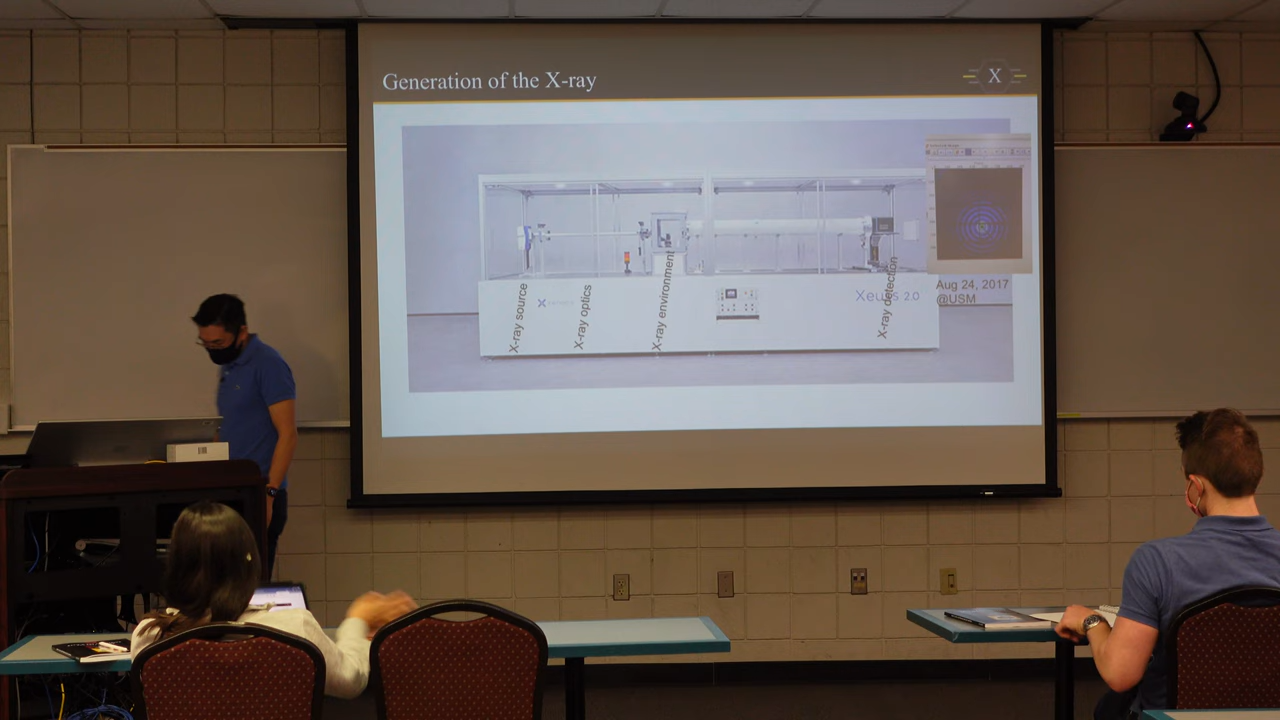 Generation of the X-ray
X
X-ray source
X-ray optics
X-ray environment
Xeuss 2.0
X-ray detection
Aug 24, 2017
@USM